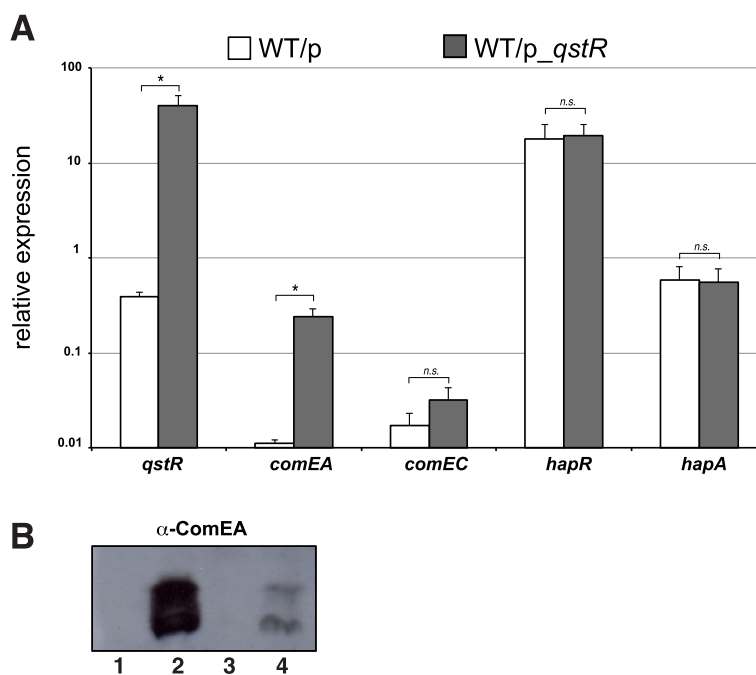 A
WT/p WT/p_qstR
relative expression
100
10
1
0.1
0.01
* * n.s. n.s. n.s.
qstR comEA comEC hapR hapA
B
α-ComEA
1 2 3 4